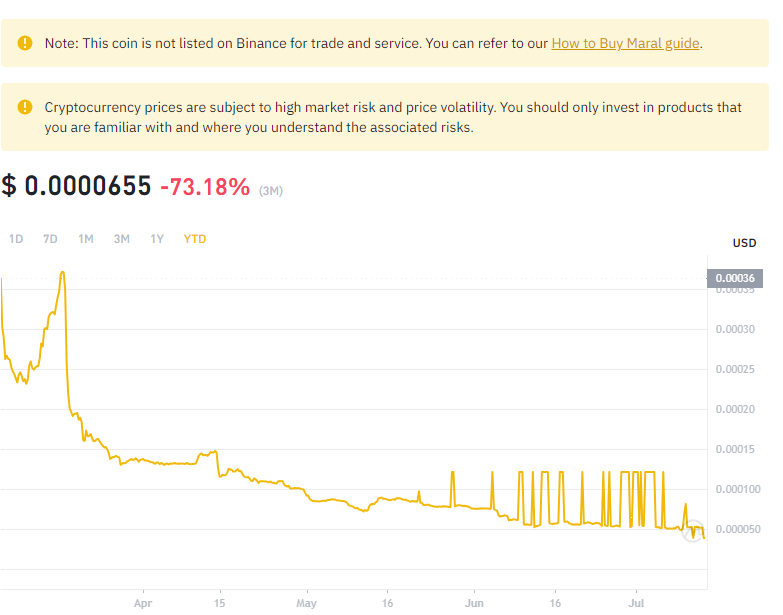 Note: This coin is not listed on Binance for trade and service. You can refer to our How to Buy Maral guide.
Cryptocurrency prices are subject to high market risk and price volatility. You should only invest in products that
you are familiar with and where you understand the associated risks.
$ 0.0000655 -73.18% (3M)
1D 7D 1M 3M 1Y YTD
USD
0.00036
0.00035
0.00030
0.00025
0.00020
0.00015
0.000100
0.000050
Apr 15 May 16 Jun 16 Jul